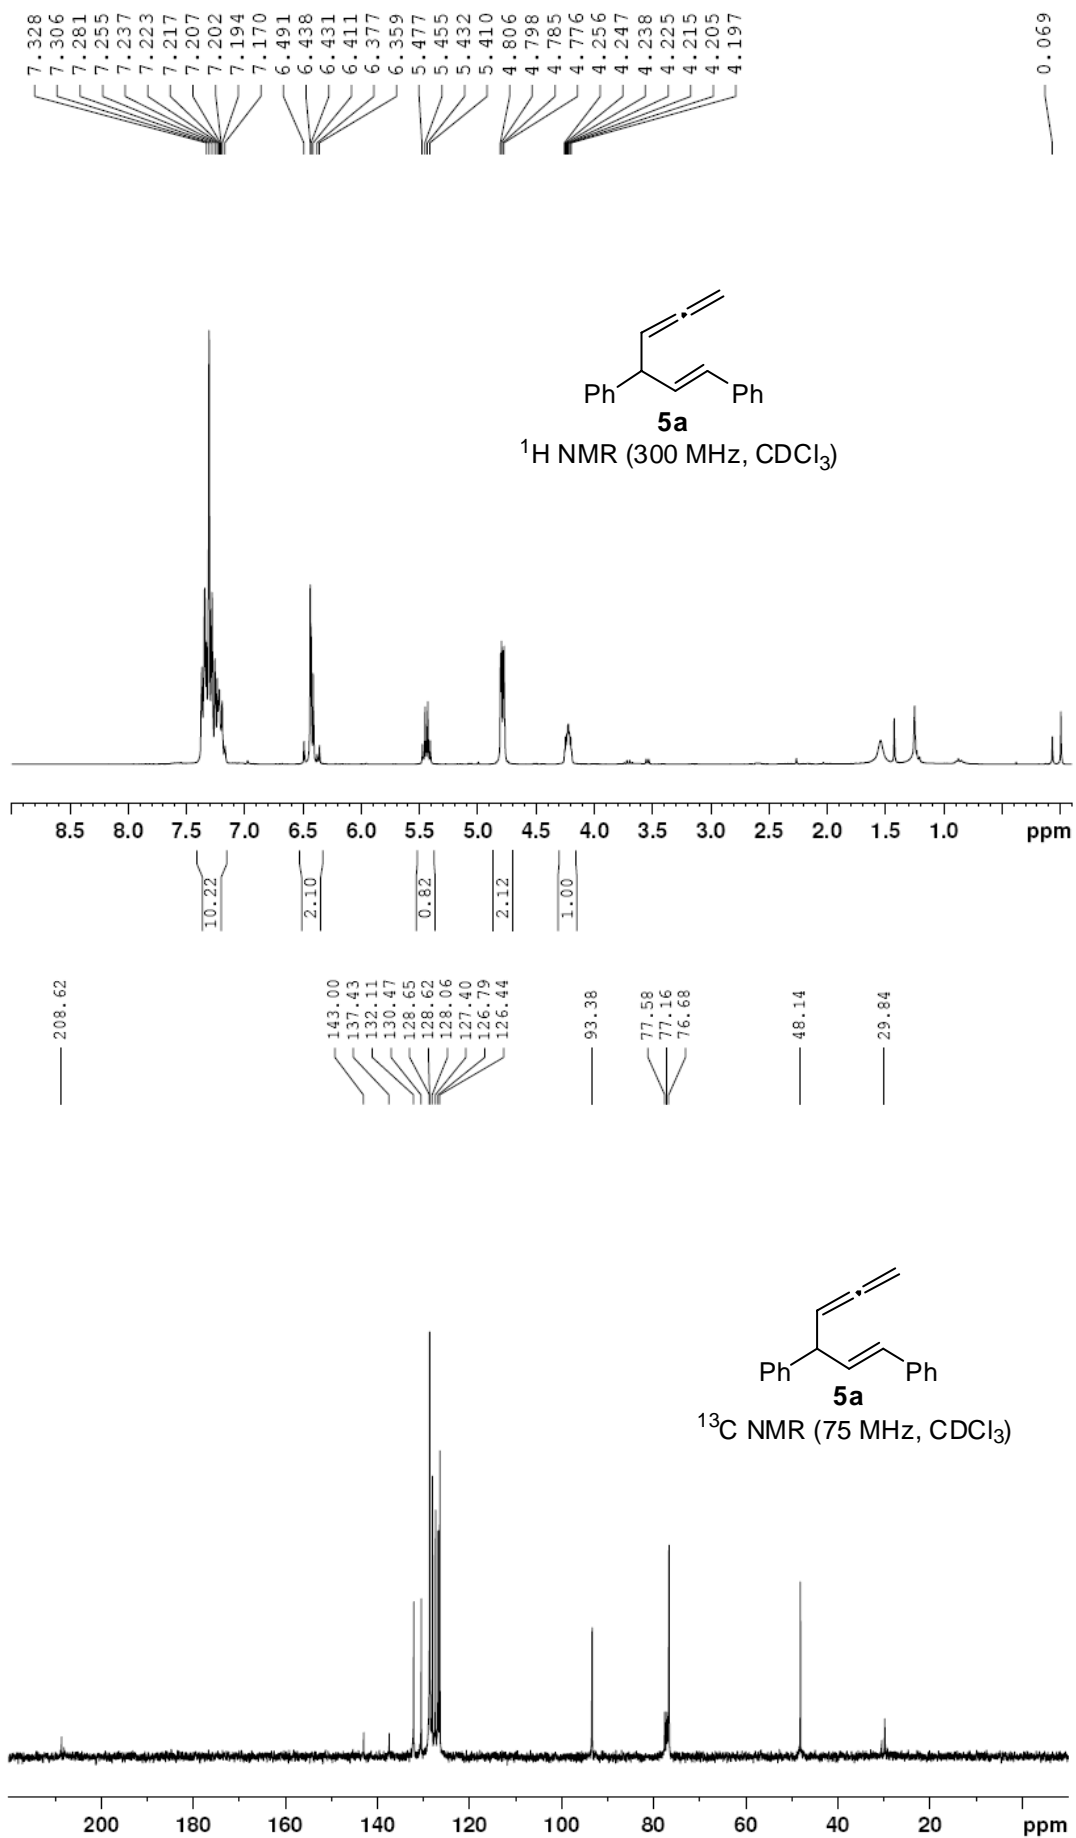 7.328 7.306 7.281 7.255 7.237 7.223 7.217 7.207 7.202 7.194 7.170 6.491 6.438 6.431 6.411 6.377 6.359 5.477 5.455 5.432 5.410 4.806 4.798 4.785 4.776 4.256 4.247 4.238 4.225 4.215 4.205 4.197 0.069
Ph Ph
5a
¹H NMR (300 MHz, CDCl₃)
8.5 8.0 7.5 7.0 6.5 6.0 5.5 5.0 4.5 4.0 3.5 3.0 2.5 2.0 1.5 1.0 ppm
10.22 2.10 0.82 2.12 1.00
208.62 143.00 137.43 132.11 130.47 128.65 128.62 128.06 127.40 126.79 126.44 93.38 77.58 77.16 76.68 48.14 29.84
Ph Ph
5a
¹³C NMR (75 MHz, CDCl₃)
200 180 160 140 120 100 80 60 40 20 ppm